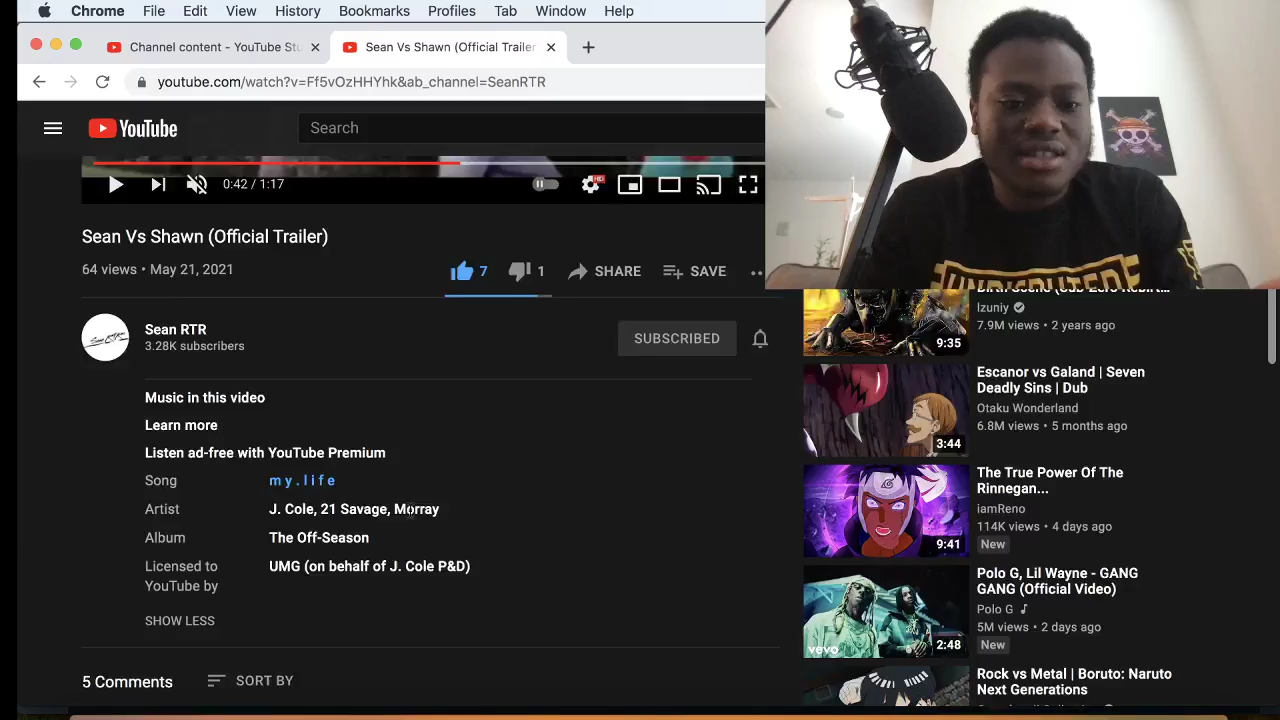 Chrome File Edit View History Bookmarks Profiles Tab Window Help
Channel content - YouTube Stu
Sean Vs Shawn (Official Trailer
youtube.com/watch?v=Ff5vOzHHYhk&ab_channel=SeanRTR
YouTube
Search
0:42 / 1:17
HD
Sean Vs Shawn (Official Trailer)
64 views • May 21, 2021
7
1
SHARE
SAVE
Sean RTR
3.28K subscribers
SUBSCRIBED
Music in this video
Learn more
Listen ad-free with YouTube Premium
Song my.life
Artist J. Cole, 21 Savage, Morray
Album The Off-Season
Licensed to YouTube by UMG (on behalf of J. Cole P&D)
SHOW LESS
5 Comments
SORT BY
UNDISPUTED
Izuniy
7.9M views • 2 years ago
9:35
Escanor vs Galand | Seven
Deadly Sins | Dub
Otaku Wonderland
6.8M views • 5 months ago
3:44
The True Power Of The
Rinnegan...
iamReno
114K views • 4 days ago
New
9:41
Polo G, Lil Wayne - GANG
GANG (Official Video)
Polo G
5M views • 2 days ago
New
vevo
2:48
Rock vs Metal | Boruto: Naruto
Next Generations